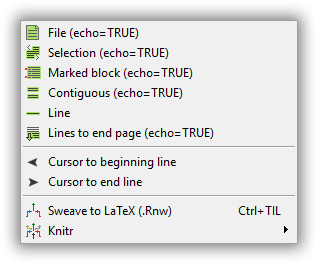 File (echo=TRUE)
Selection (echo=TRUE)
Marked block (echo=TRUE)
Contiguous (echo=TRUE)
Line
Lines to end page (echo=TRUE)
Cursor to beginning line
Cursor to end line
Sweave to LaTeX (.Rnw) Ctrl+TIL
Knitr